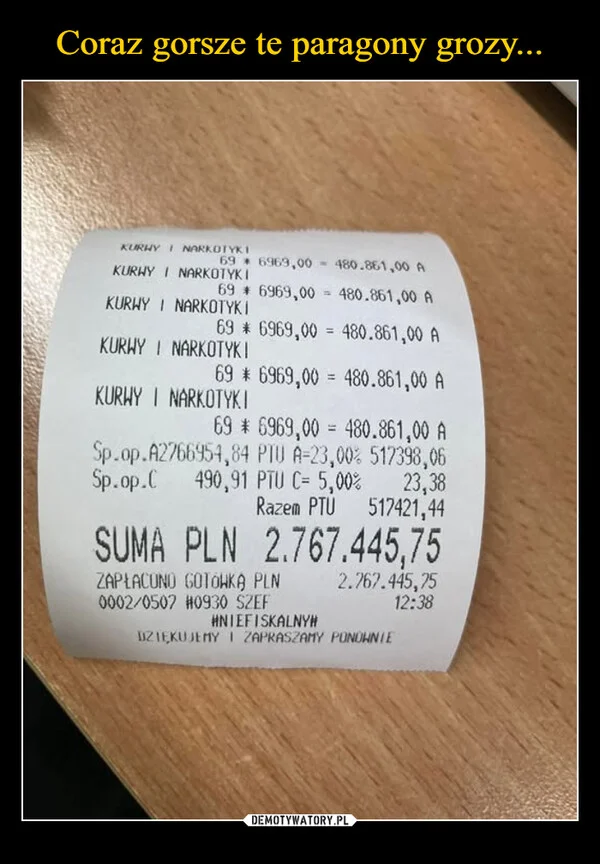 Coraz gorsze te paragony grozy...
KURWY I NARKOTYKI
69 * 6969,00 = 480.861,00 A
KURWY I NARKOTYKI
69 * 6969,00 = 480.861,00 A
KURWY I NARKOTYKI
69 * 6969,00 = 480.861,00 A
KURWY I NARKOTYKI
69 * 6969,00 = 480.861,00 A
KURWY I NARKOTYKI
69 * 6969,00 = 480.861,00 A
Sp.op.A2766954,84 PTU A=23,00% 517398,06
Sp.op.C 490,91 PTU C= 5,00% 23,38
Razem PTU 517421,44
SUMA PLN 2.767.445,75
ZAPŁACONO GOTÓWKĄ PLN 2.767.445,75
0002/0507 #0930 SZEF 12:38
#NIEFISKALNY#
DZIĘKUJEMY I ZAPRASZAMY PONOWNIE
DEMOTYWATORY.PL